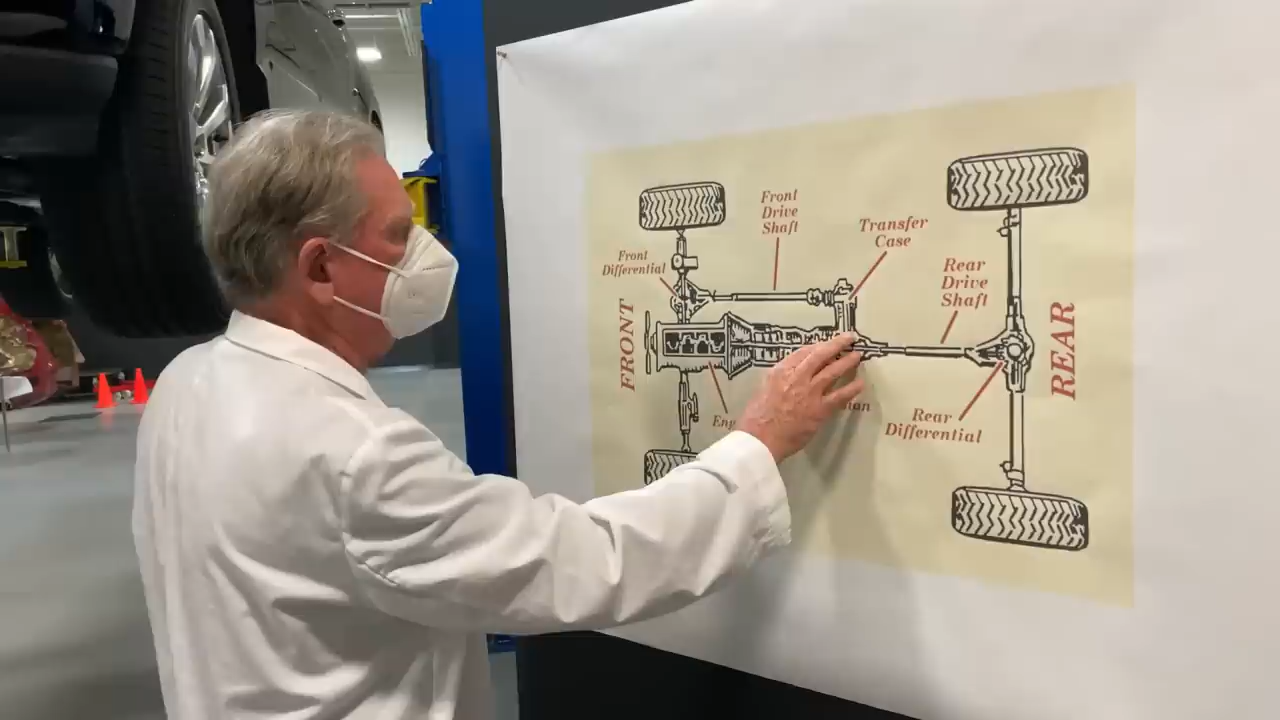 Front
Drive
Shaft
Transfer
Case
Front
Differential
Rear
Drive
Shaft
FRONT
REAR
Rear
Differential